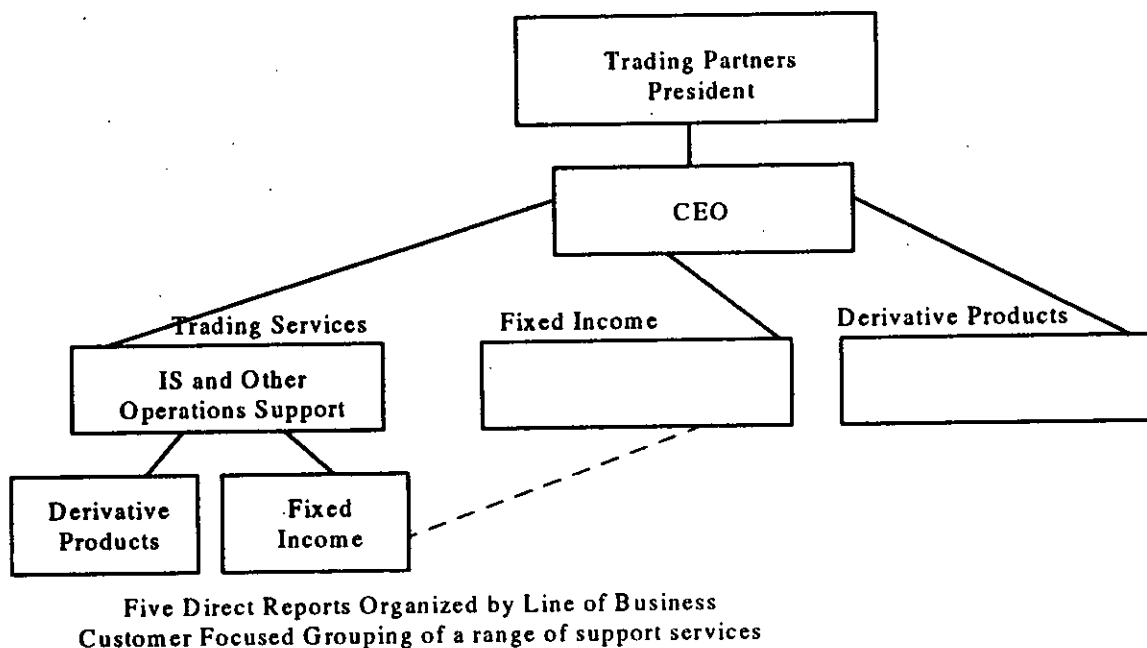 Trading Partners
President
CEO
Trading Services
Fixed Income
Derivative Products
IS and Other
Operations Support
Derivative
Products
Fixed
Income
Five Direct Reports Organized by Line of Business
Customer Focused Grouping of a range of support services